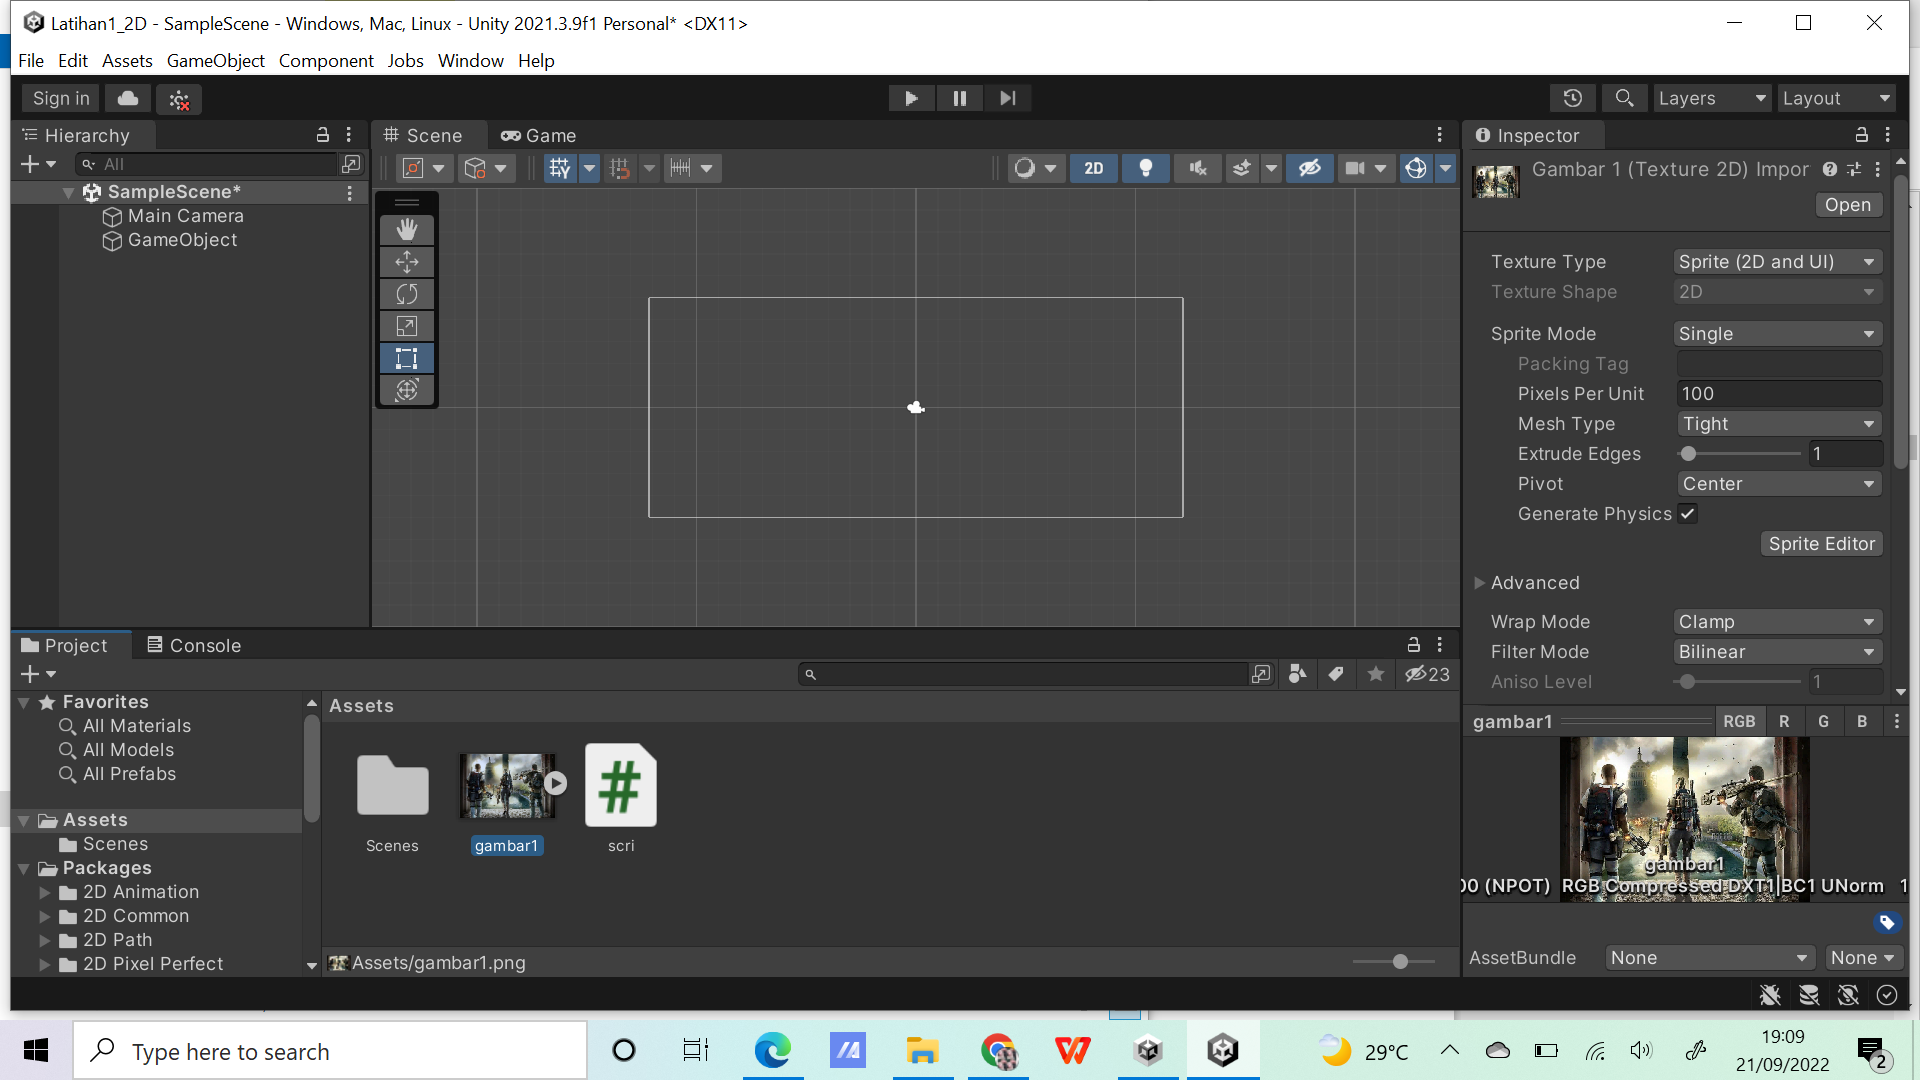 Latihan1_2D - SampleScene - Windows, Mac, Linux - Unity 2021.3.9f1 Personal* <DX11>
File Edit Assets GameObject Component Jobs Window Help
Sign in
Layers
Layout
Hierarchy
Scene
Game
Inspector
All
2D
SampleScene*
Main Camera
GameObject
Gambar 1 (Texture 2D) Impor
Open
Texture Type
Sprite (2D and UI)
Texture Shape
2D
Sprite Mode
Single
Packing Tag
Pixels Per Unit
100
Mesh Type
Tight
Extrude Edges
1
Pivot
Center
Generate Physics
Sprite Editor
Advanced
Wrap Mode
Clamp
Filter Mode
Bilinear
Aniso Level
1
Project
Console
23
Favorites
All Materials
All Models
All Prefabs
Assets
Scenes
Packages
2D Animation
2D Common
2D Path
2D Pixel Perfect
Assets
Scenes
gambar1
scri
Assets/gambar1.png
gambar1
RGB R G B
gambar1
00 (NPOT) RGB Compressed DXT1|BC1 UNorm 1
AssetBundle
None
None
Type here to search
29°C
19:09
21/09/2022
2